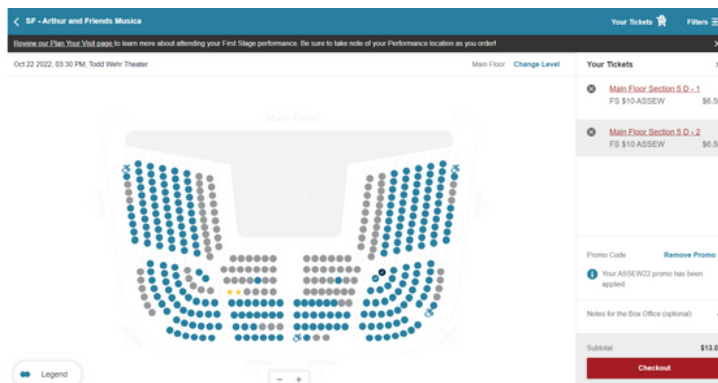 SF - Arthur and Friends Musica
Your Tickets
Filters
Review our Plan Your Visit page to learn more about attending your First Stage performance. Be sure to take note of your Performance location as you order!
Oct 22 2022, 03:30 PM, Todd Wehr Theater
Main Floor Change Level
Your Tickets
Main Floor
STAGE
Main Floor Section 5 D - 1
FS $10 ASSEW $6.5
Main Floor Section 5 D - 2
FS $10 ASSEW $6.5
Promo Code Remove Promo
Your ASSEW22 promo has been
applied.
Notes for the Box Office (optional)
Subtotal $13.0
Checkout
Legend
- +